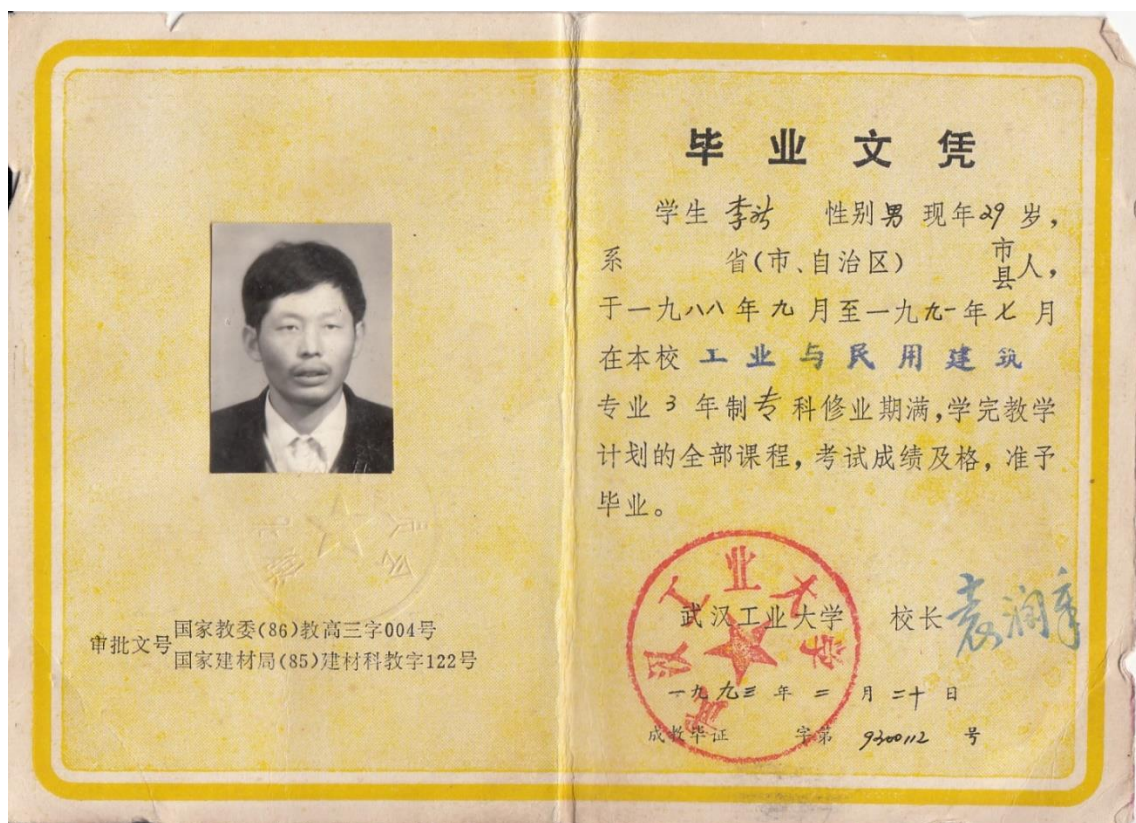 审批文号
国家教委(86)教高三字004号
国家建材局(85)建材科教字122号
毕业文凭
学生 李 性别 男 现年 29 岁,
系 省(市、自治区) 市县人,
于一九八八年九月至一九九一年七月
在本校 工业与民用建筑
专业 3 年制专科修业期满,学完教学
计划的全部课程,考试成绩及格,准予
毕业。
武汉工业大学 校长 袁润章
一九九三年二月二十日
成教毕证 字第 9300112 号
武汉工业大学